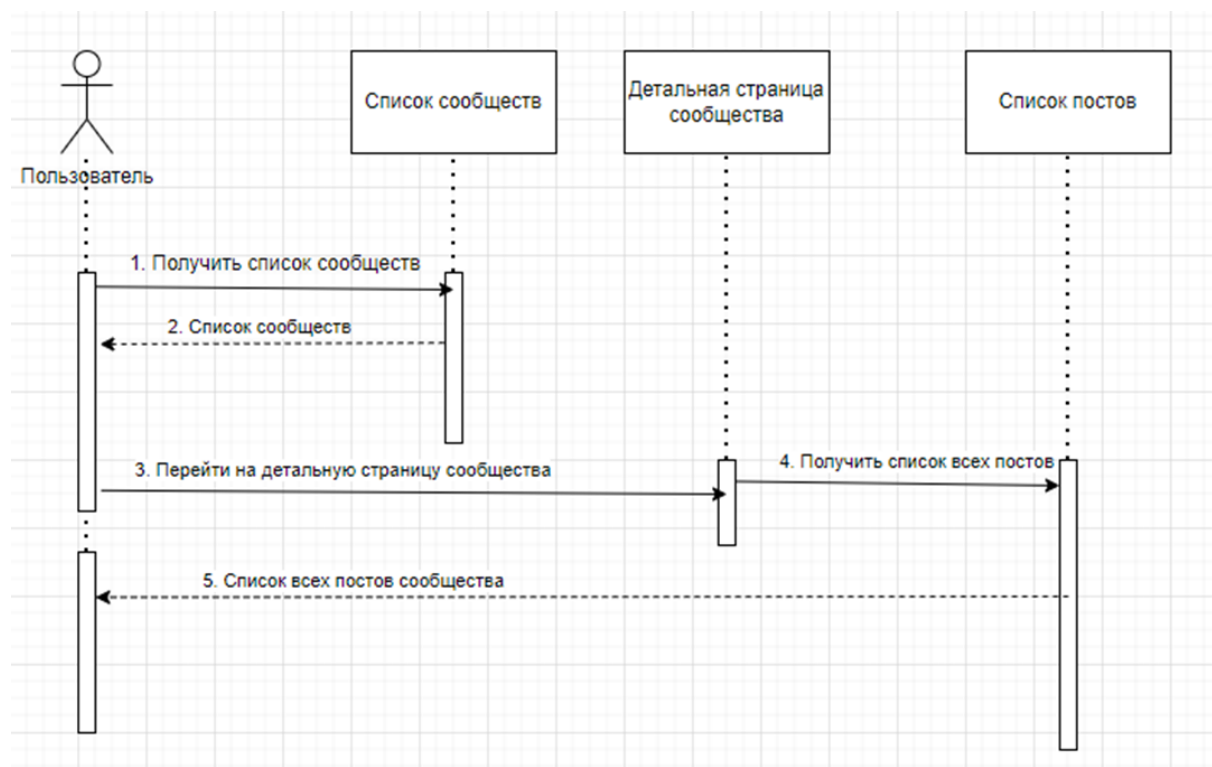 Список сообществ
Детальная страница
сообщества
Список постов
Пользователь
1. Получить список сообществ
2. Список сообществ
3. Перейти на детальную страницу сообщества
4. Получить список всех постов
5. Список всех постов сообщества